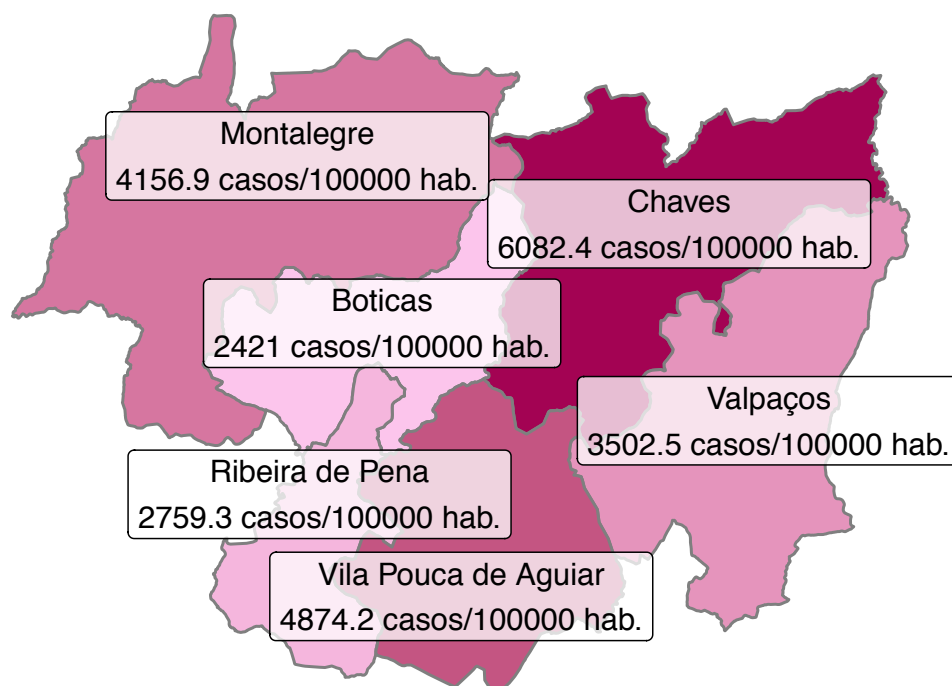 Montalegre
4156.9 casos/100000 hab.
Chaves
6082.4 casos/100000 hab.
Boticas
2421 casos/100000 hab.
Valpaços
3502.5 casos/100000 hab.
Ribeira de Pena
2759.3 casos/100000 hab.
Vila Pouca de Aguiar
4874.2 casos/100000 hab.